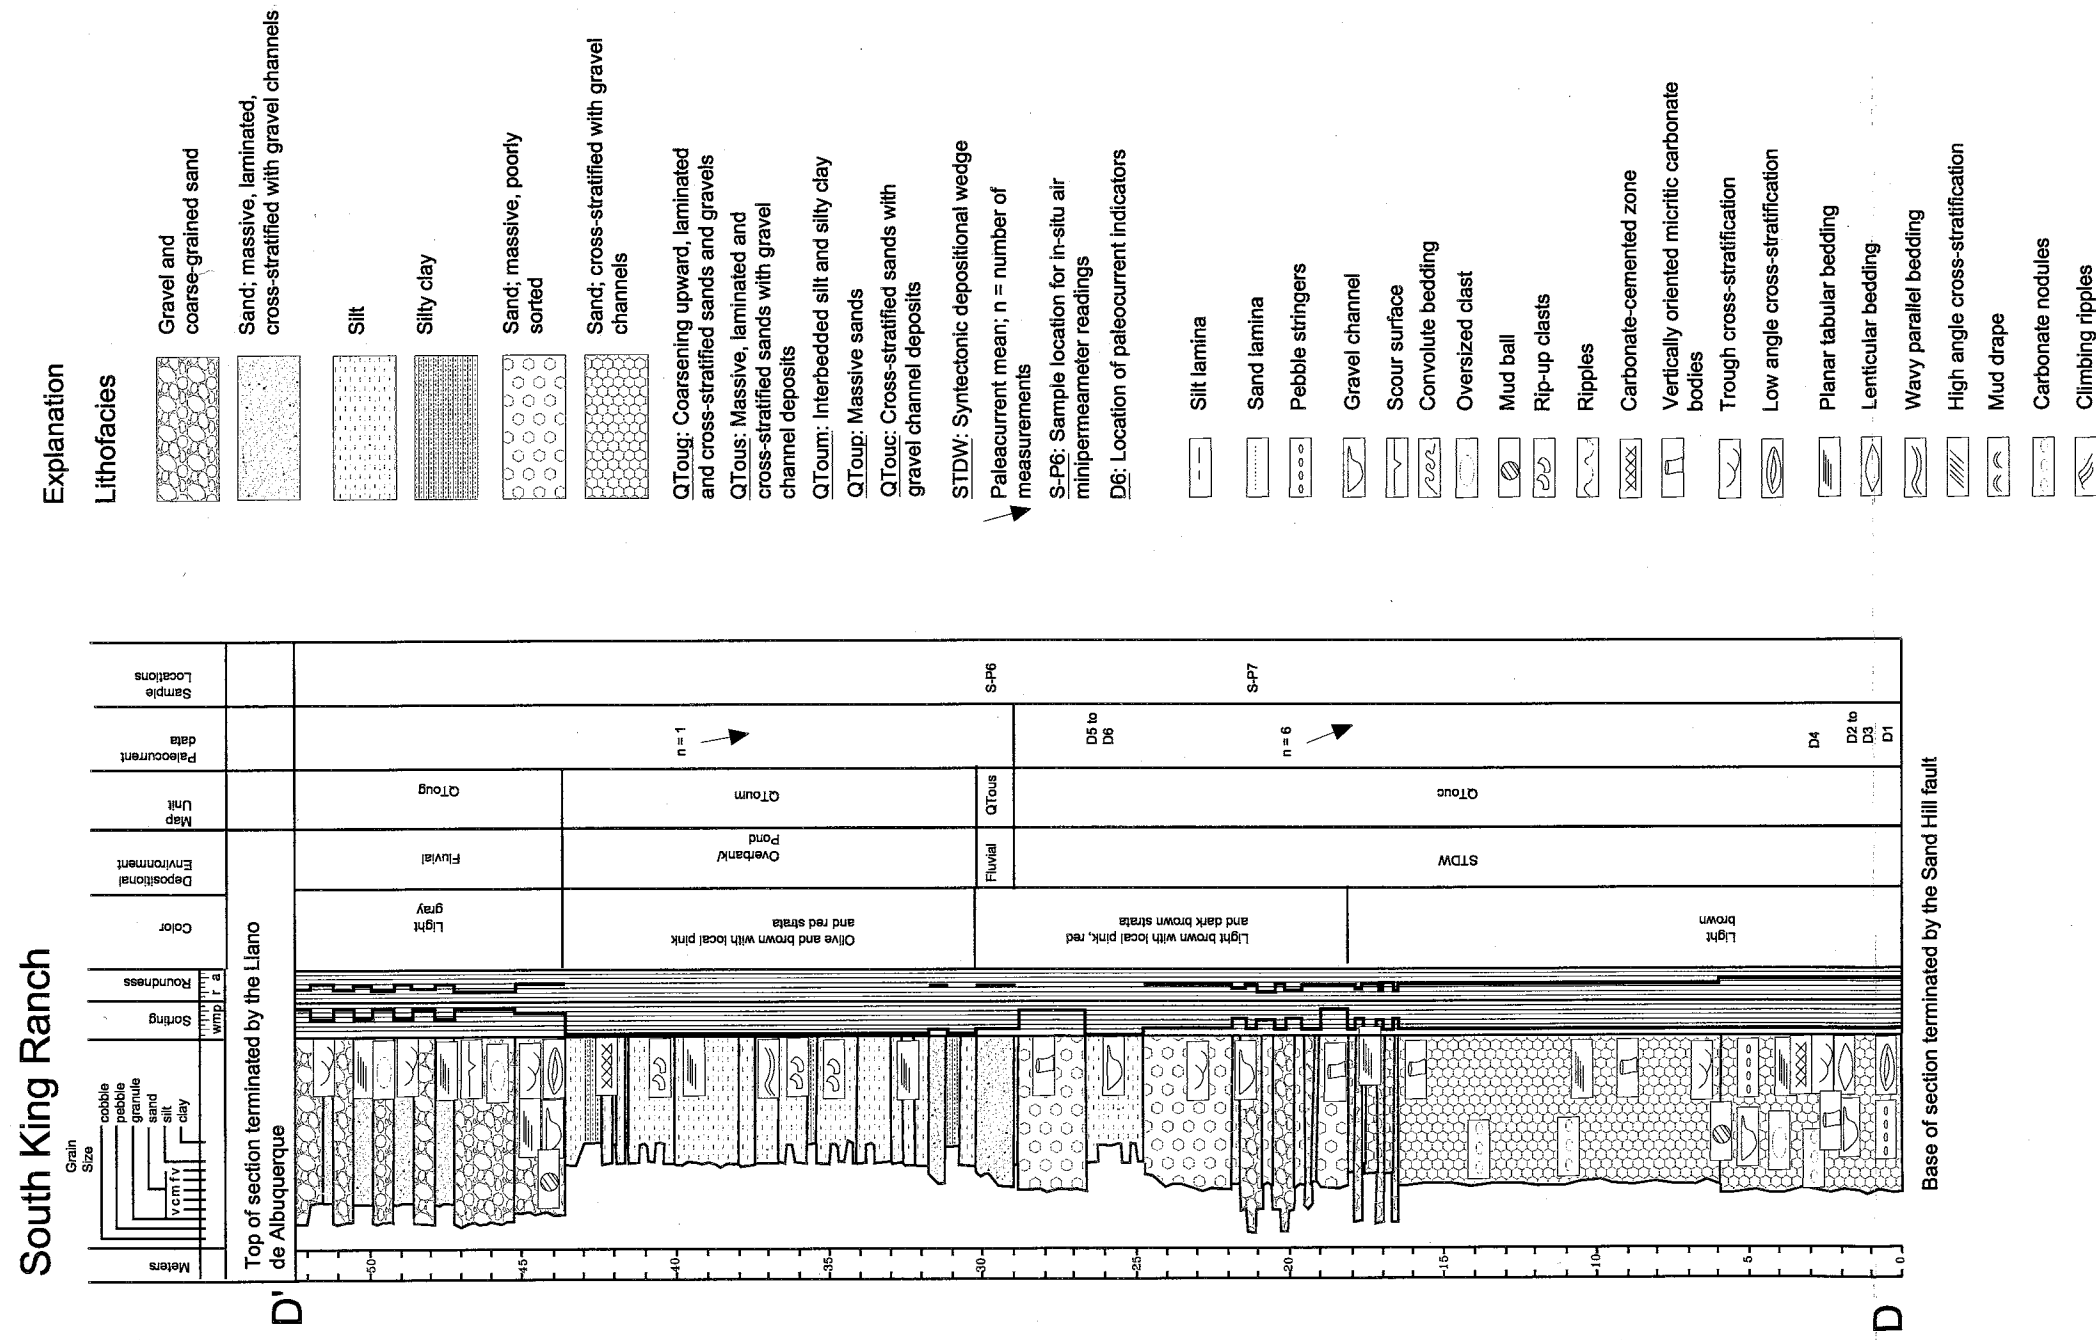 South King Ranch
Meters
Grain
Size
cobble
pebble
granule
sand
silt
clay
v c m f v
Sorting
w m p
Roundness
r a
Color
Depositional
Environment
Map
Unit
Paleocurrent
data
Sample
Locations
D'
Top of section terminated by the Llano
de Albuquerque
Light
gray
Fluvial
QToug
Olive and brown with local pink
and red strata
Overbank/
Pond
QToum
n = 1
Fluvial
QTous
S-P6
Light brown with local pink, red
and dark brown strata
STDW
QTouc
D5 to
D6
S-P7
n = 6
Light
brown
D4
D2 to
D3
D1
-50
-45
-40
-35
-30
-25
-20
-15
-10
-5
0
D
Base of section terminated by the Sand Hill fault
Explanation
Lithofacies
Gravel and
coarse-grained sand
Sand; massive, laminated,
cross-stratified with gravel channels
Silt
Silty clay
Sand; massive, poorly
sorted
Sand; cross-stratified with gravel
channels
QToug: Coarsening upward, laminated
and cross-stratified sands and gravels
QTous: Massive, laminated and
cross-stratified sands with gravel
channel deposits
QToum: Interbedded silt and silty clay
QToup: Massive sands
QTouc: Cross-stratified sands with
gravel channel deposits
STDW: Syntectonic depositional wedge
Paleacurrent mean; n = number of
measurements
S-P6: Sample location for in-situ air
minipermeameter readings
D6: Location of paleocurrent indicators
Silt lamina
Sand lamina
Pebble stringers
Gravel channel
Scour surface
Convolute bedding
Oversized clast
Mud ball
Rip-up clasts
Ripples
Carbonate-cemented zone
Vertically oriented micritic carbonate
bodies
Trough cross-stratification
Low angle cross-stratification
Planar tabular bedding
Lenticular bedding
Wavy parallel bedding
High angle cross-stratification
Mud drape
Carbonate nodules
Climbing ripples